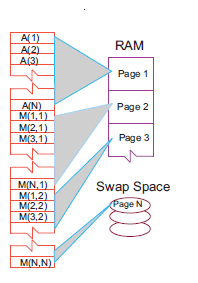 A(1)
A(2)
A(3)
A(N)
M(1,1)
M(2,1)
M(3,1)
M(N,1)
M(1,2)
M(2,2)
M(3,2)
M(N,N)
RAM
Page 1
Page 2
Page 3
Swap Space
Page N